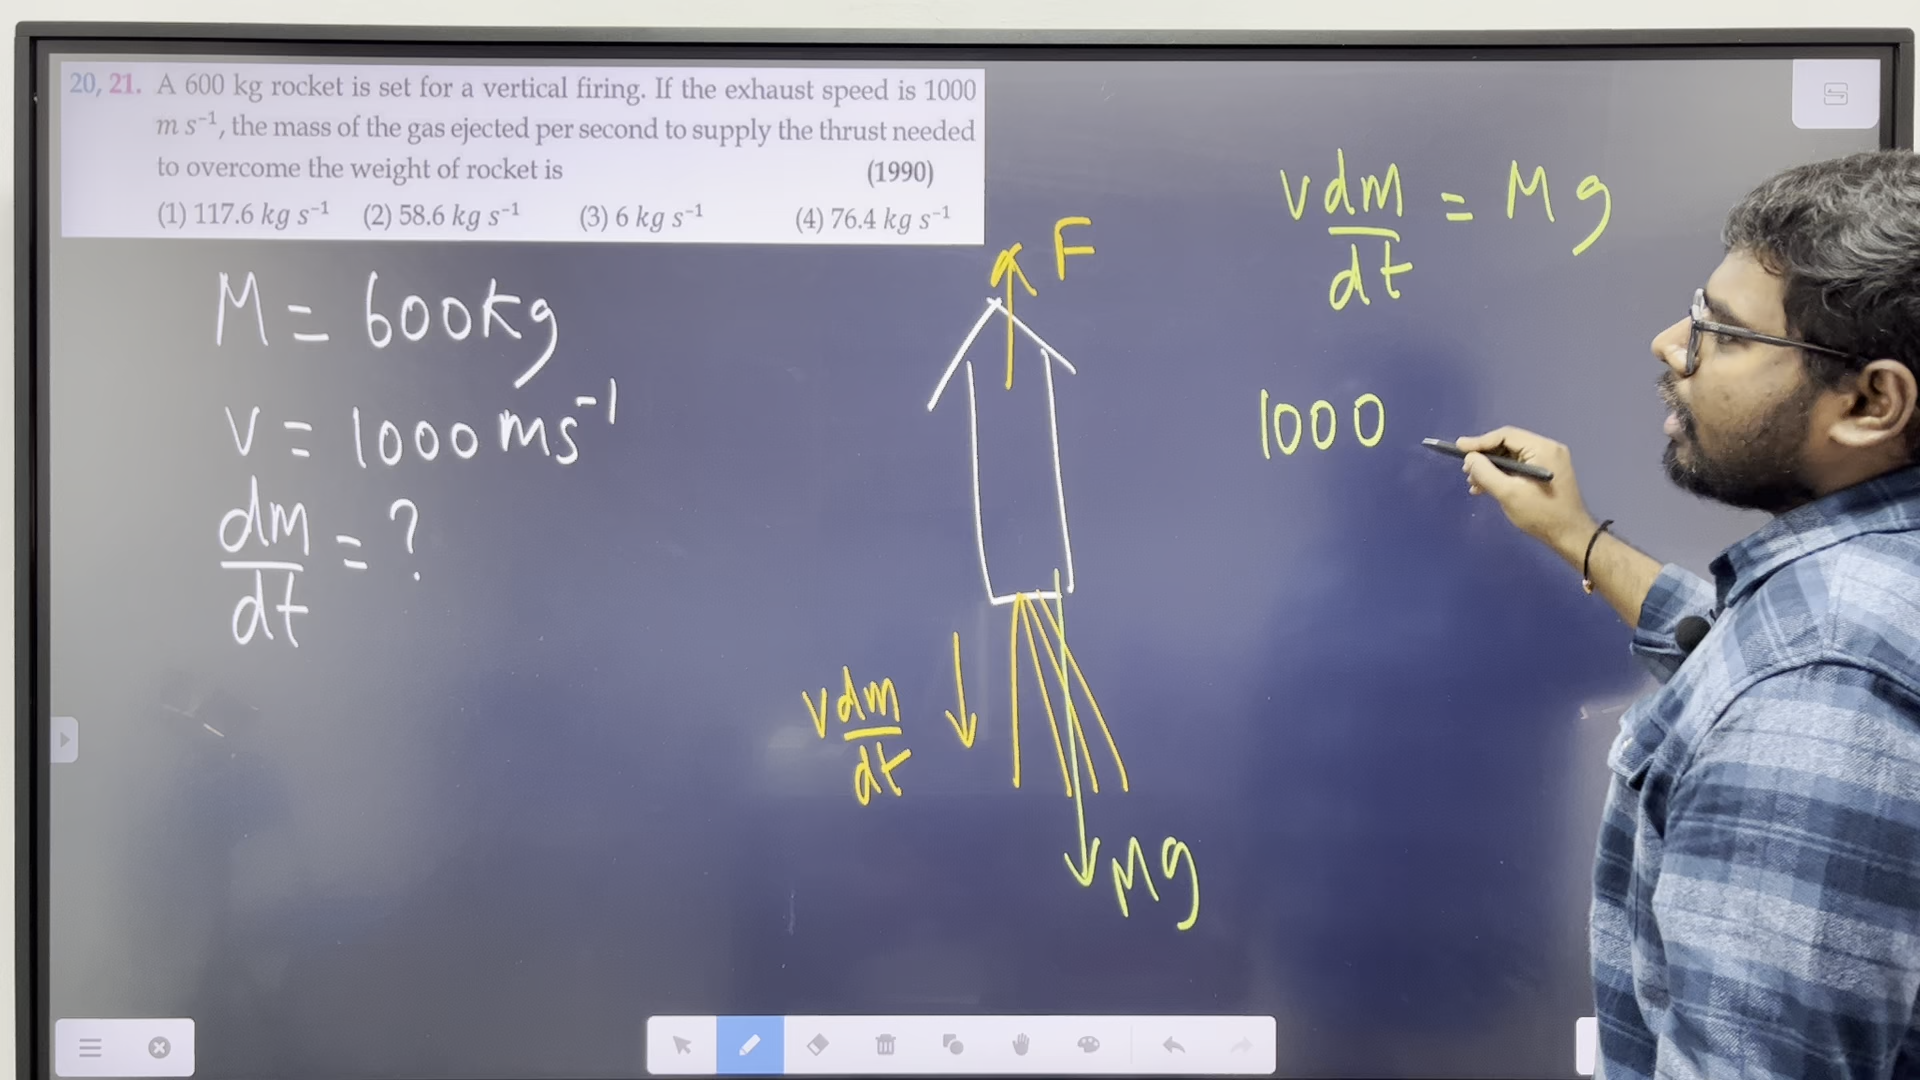 20, 21. A 600 kg rocket is set for a vertical firing. If the exhaust speed is 1000
m s⁻¹, the mass of the gas ejected per second to supply the thrust needed
to overcome the weight of rocket is (1990)
(1) 117.6 kg s⁻¹ (2) 58.6 kg s⁻¹ (3) 6 kg s⁻¹ (4) 76.4 kg s⁻¹
M = 600kg
v = 1000 ms⁻¹
dm
dt = ?
F
v dm
dt
Mg
v dm = Mg
dt
1000